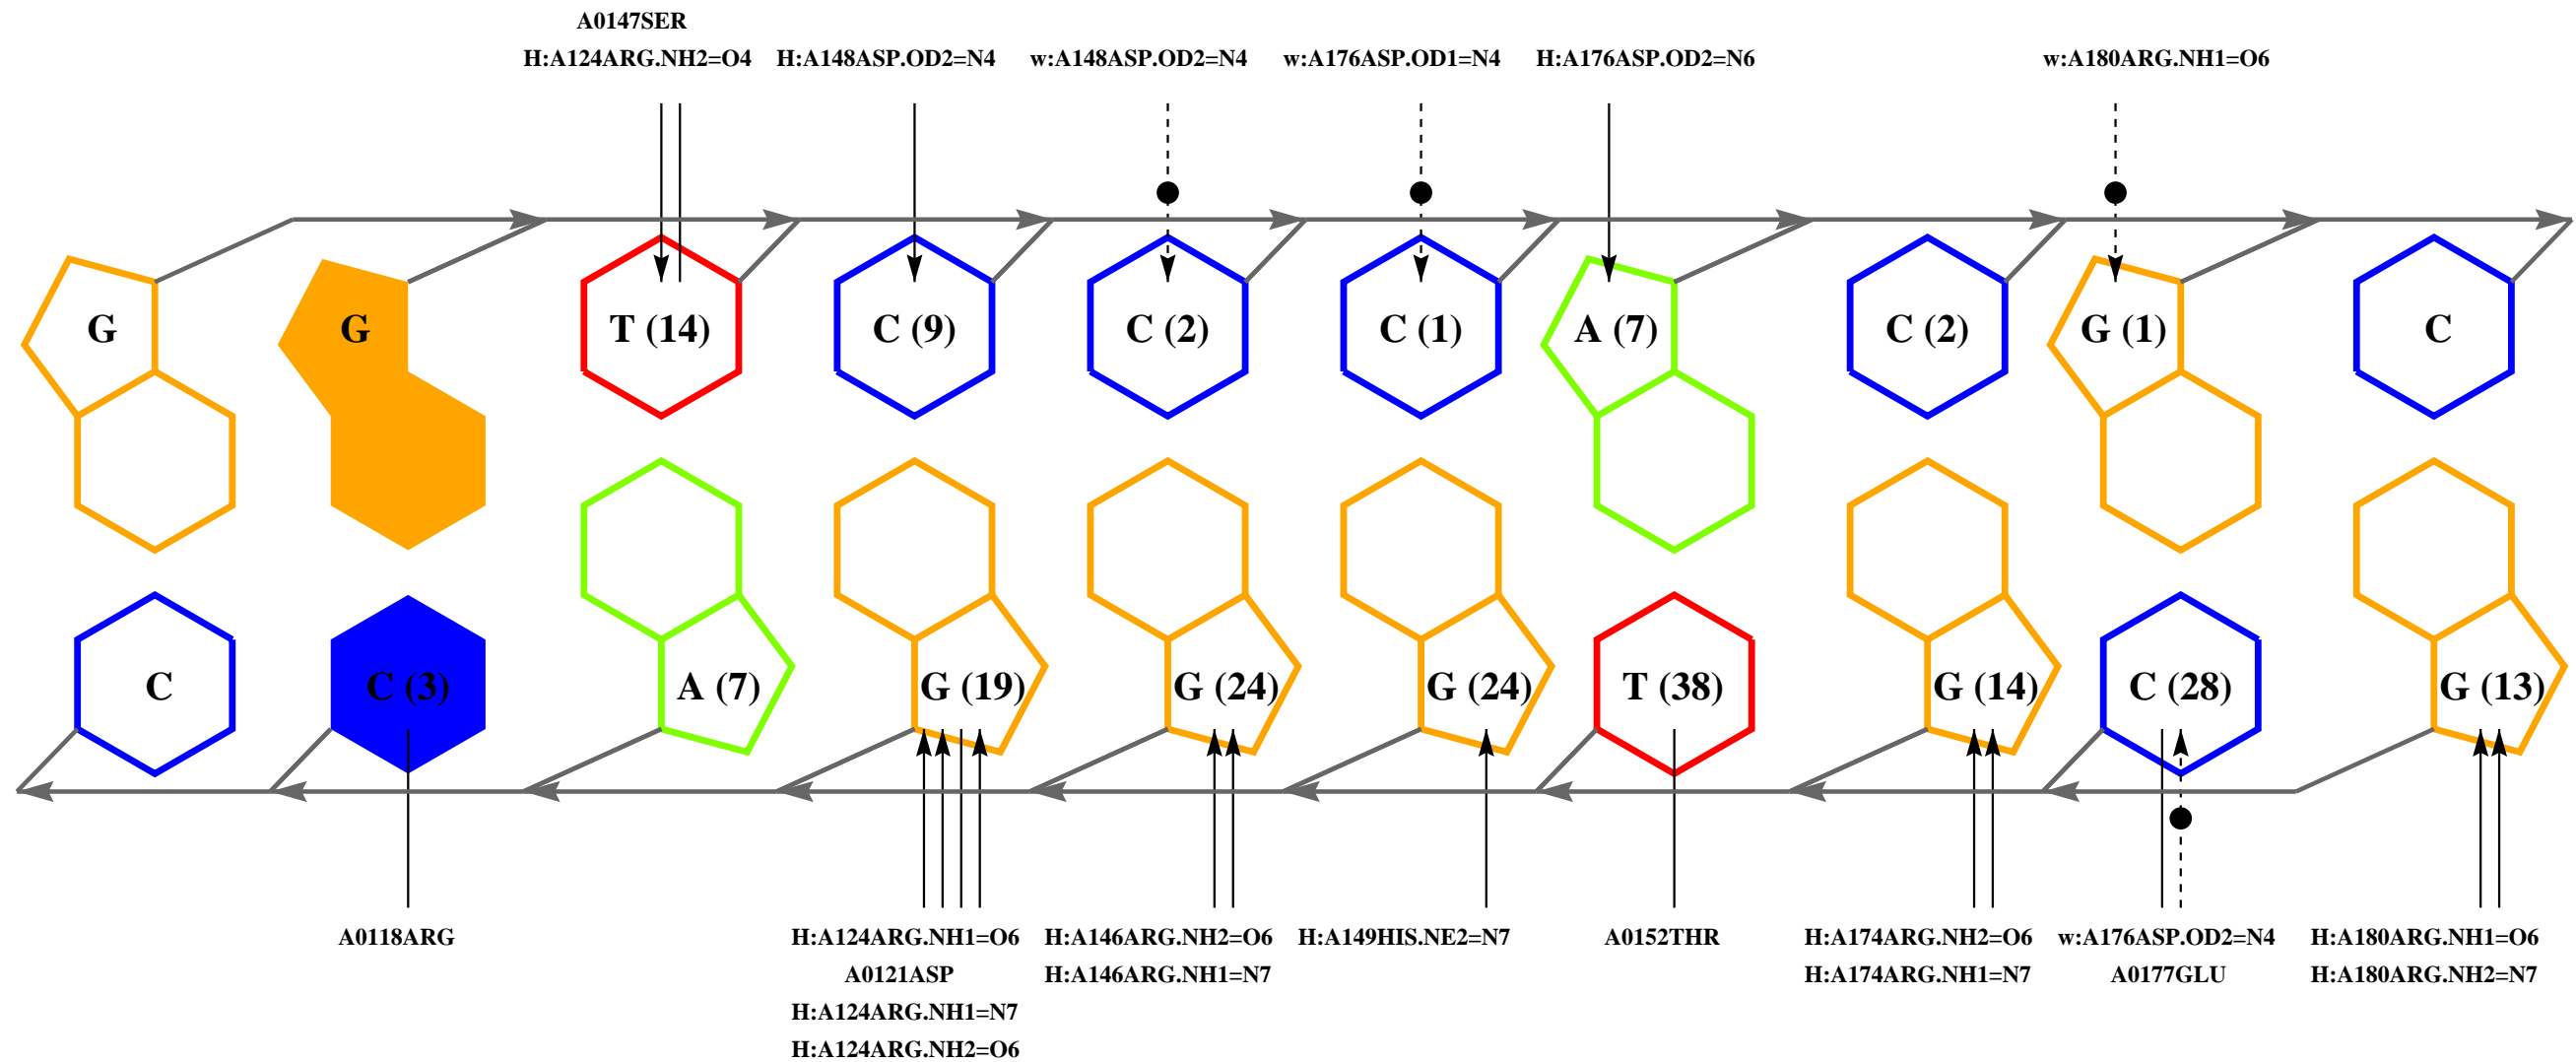 A0147SER
H:A124ARG.NH2=O4 H:A148ASP.OD2=N4 w:A148ASP.OD2=N4 w:A176ASP.OD1=N4 H:A176ASP.OD2=N6 w:A180ARG.NH1=O6
G G T (14) C (9) C (2) C (1) A (7) C (2) G (1) C
C C (3) A (7) G (19) G (24) G (24) T (38) G (14) C (28) G (13)
A0118ARG H:A124ARG.NH1=O6 H:A146ARG.NH2=O6 H:A149HIS.NE2=N7 A0152THR H:A174ARG.NH2=O6 w:A176ASP.OD2=N4 H:A180ARG.NH1=O6
A0121ASP H:A146ARG.NH1=N7 H:A174ARG.NH1=N7 A0177GLU H:A180ARG.NH2=N7
H:A124ARG.NH1=N7
H:A124ARG.NH2=O6